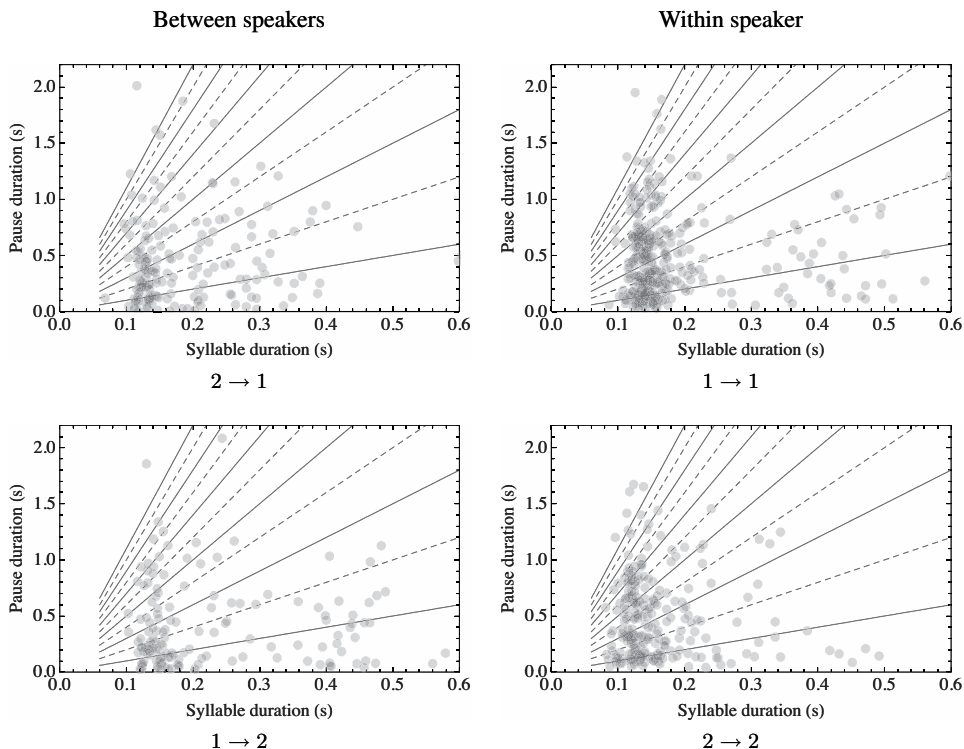 Between speakers Within speaker
Pause duration (s) Pause duration (s)
2.0 2.0
1.5 1.5
1.0 1.0
0.5 0.5
0.0 0.0
0.0 0.1 0.2 0.3 0.4 0.5 0.6 0.0 0.1 0.2 0.3 0.4 0.5 0.6
Syllable duration (s) Syllable duration (s)
2 → 1 1 → 1
Pause duration (s) Pause duration (s)
2.0 2.0
1.5 1.5
1.0 1.0
0.5 0.5
0.0 0.0
0.0 0.1 0.2 0.3 0.4 0.5 0.6 0.0 0.1 0.2 0.3 0.4 0.5 0.6
Syllable duration (s) Syllable duration (s)
1 → 2 2 → 2